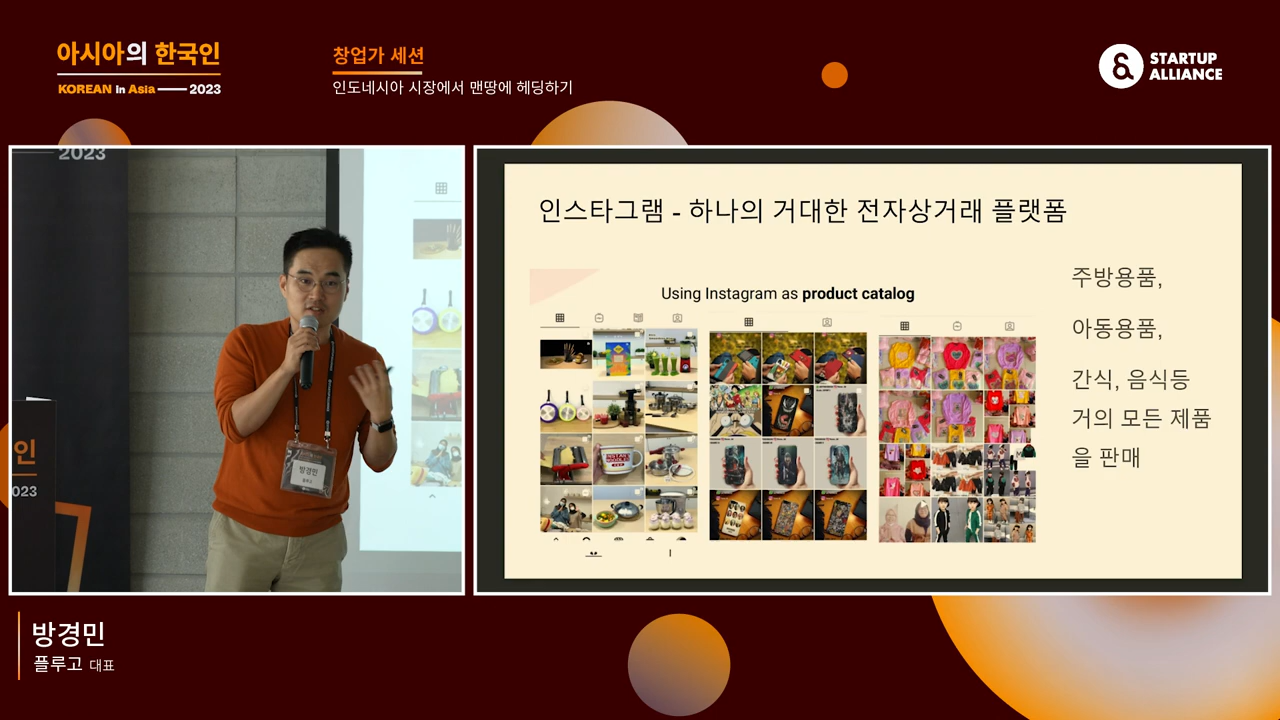 아시아의 한국인
KOREAN in Asia 2023
창업가 세션
인도네시아 시장에서 맨땅에 헤딩하기
STARTUP
ALLIANCE
2023
인
023
방경민
플루고
인스타그램 - 하나의 거대한 전자상거래 플랫폼
Using Instagram as product catalog
주방용품,
아동용품,
간식, 음식등
거의 모든 제품
을 판매
방경민
플루고 대표